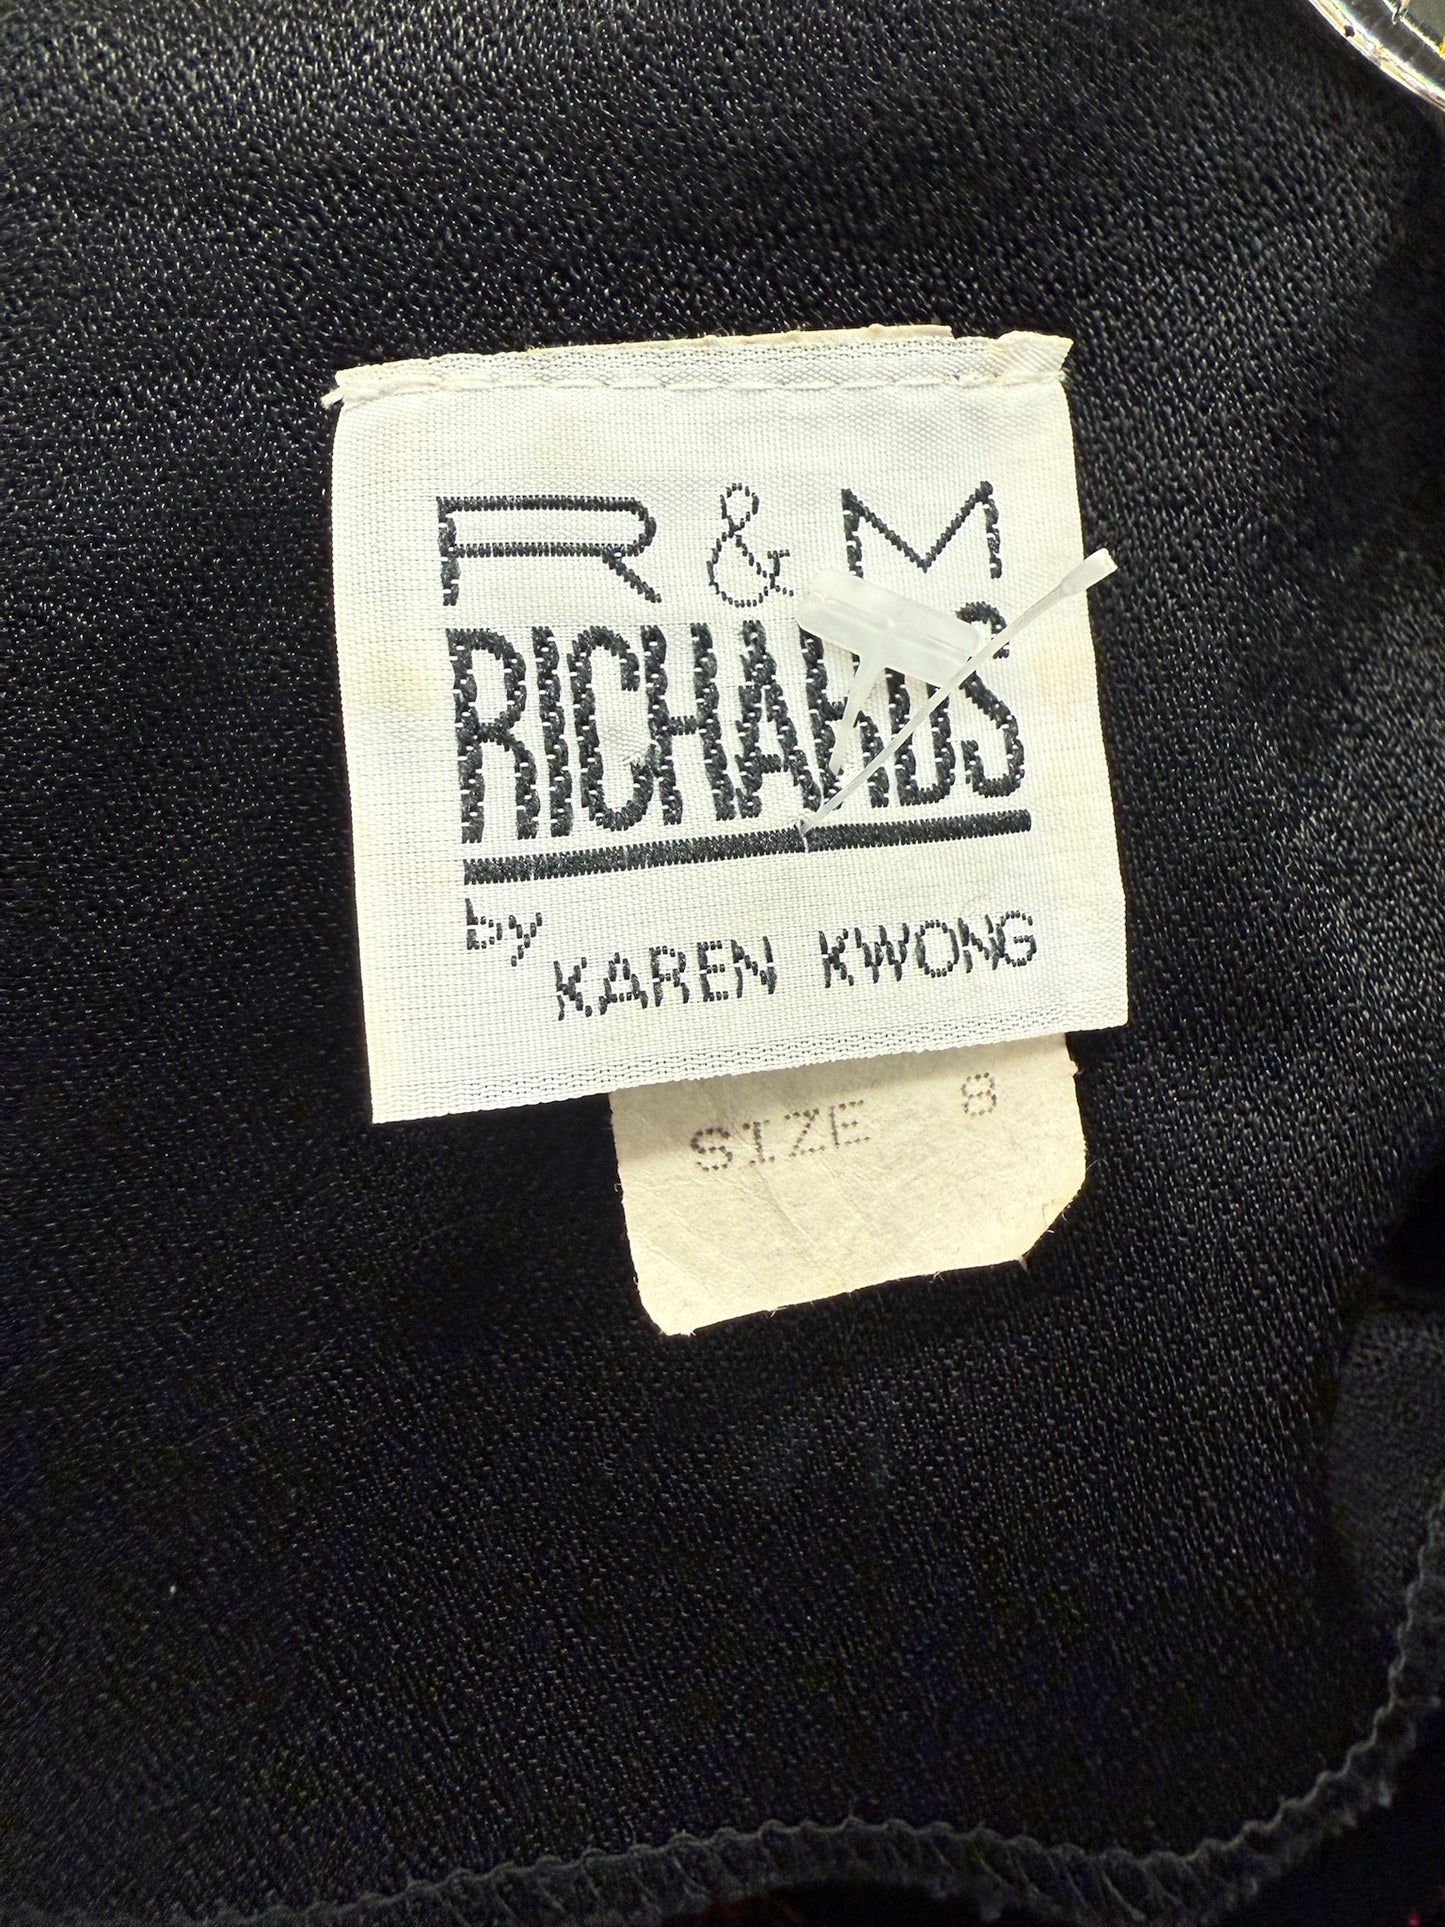 R & M
RICHARDS
by
KAREN KWONG
SIZE 8